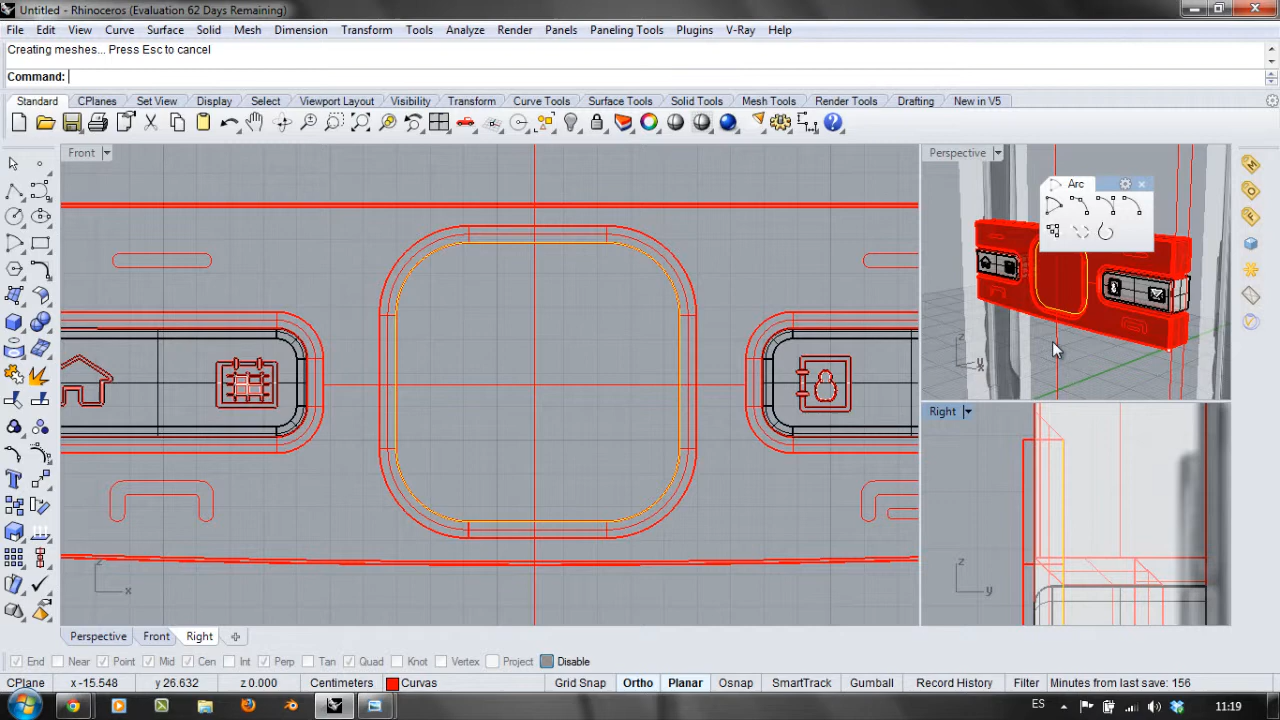 Untitled - Rhinoceros (Evaluation 62 Days Remaining)
File Edit View Curve Surface Solid Mesh Dimension Transform Tools Analyze Render Panels Paneling Tools Plugins V-Ray Help
Creating meshes... Press Esc to cancel
Command:
Standard CPlanes Set View Display Select Viewport Layout Visibility Transform Curve Tools Surface Tools Solid Tools Mesh Tools Render Tools Drafting New in V5
Front
Perspective
Arc
z
y
Right
z
x
z
y
Perspective Front Right
End Near Point Mid Cen Int Perp Tan Quad Knot Vertex Project Disable
CPlane x -15.548 y 26.632 z 0.000 Centimeters Curvas Grid Snap Ortho Planar Osnap SmartTrack Gumball Record History Filter Minutes from last save: 156
ES 11:19